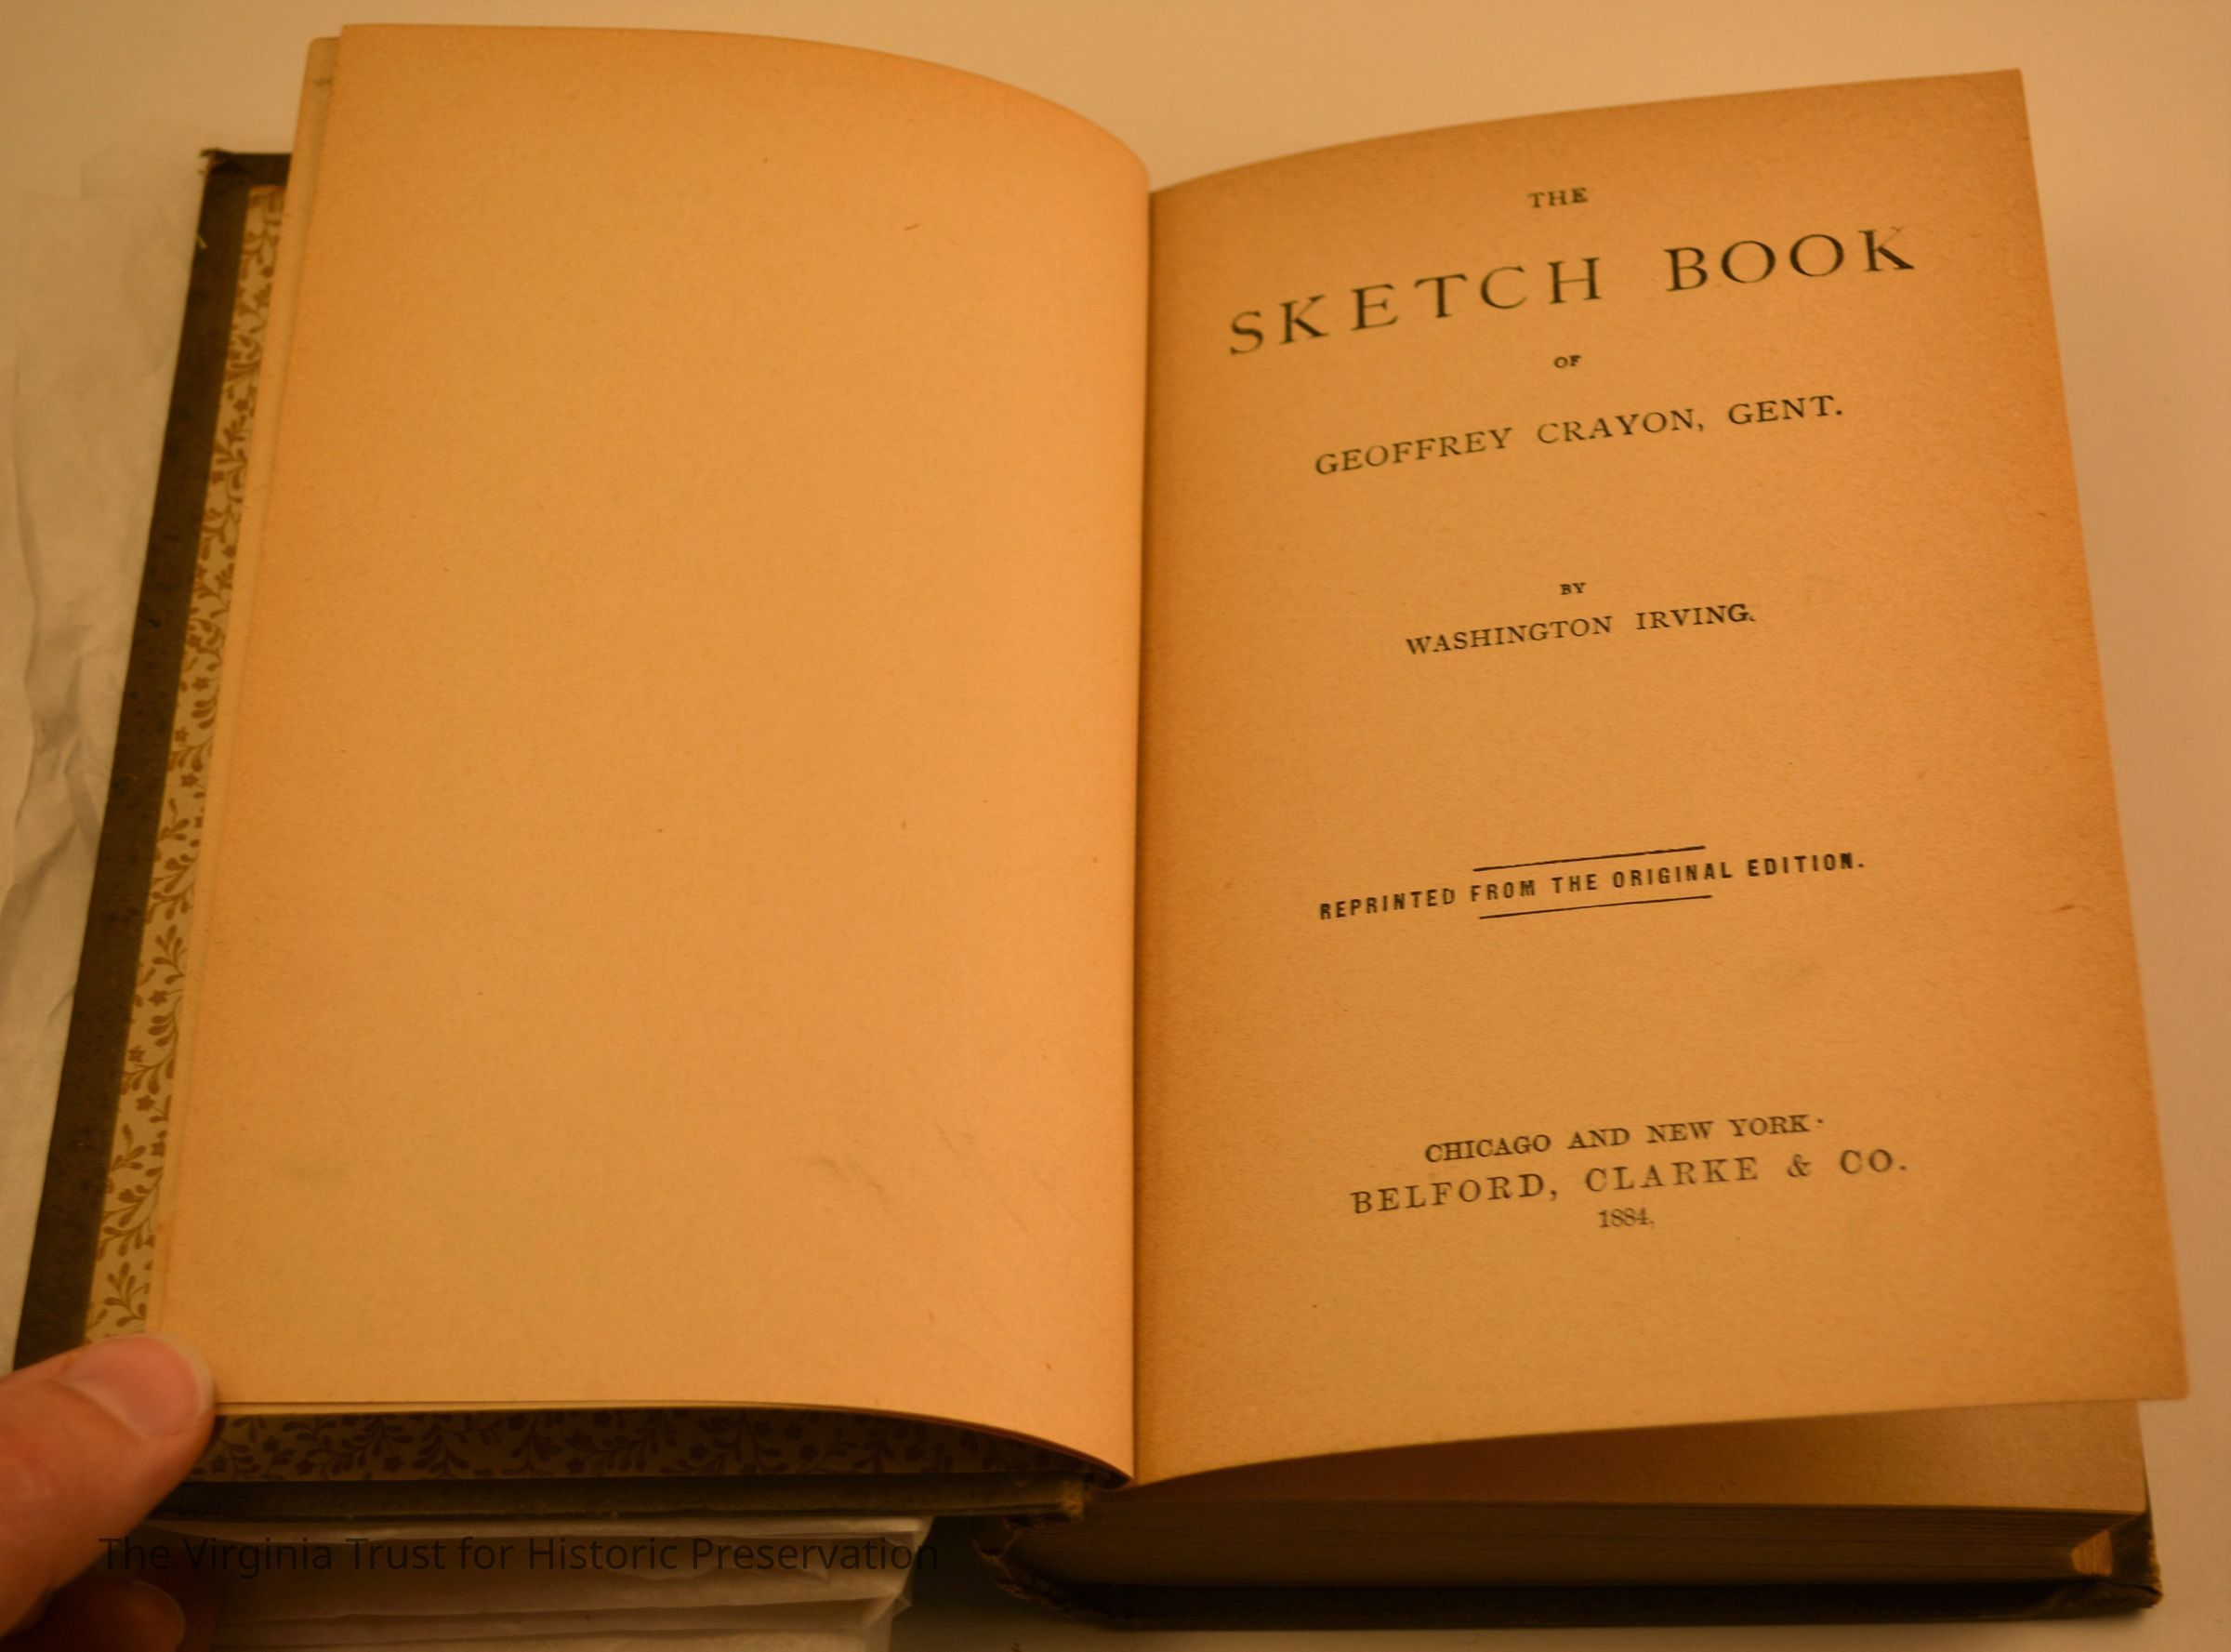 THE
SKETCH BOOK
OF
GEOFFREY CRAYON, GENT.
BY
WASHINGTON IRVING.
REPRINTED FROM THE ORIGINAL EDITION.
CHICAGO AND NEW YORK.
BELFORD, CLARKE & CO.
1884.
The Virginia Trust for Historic Preservation